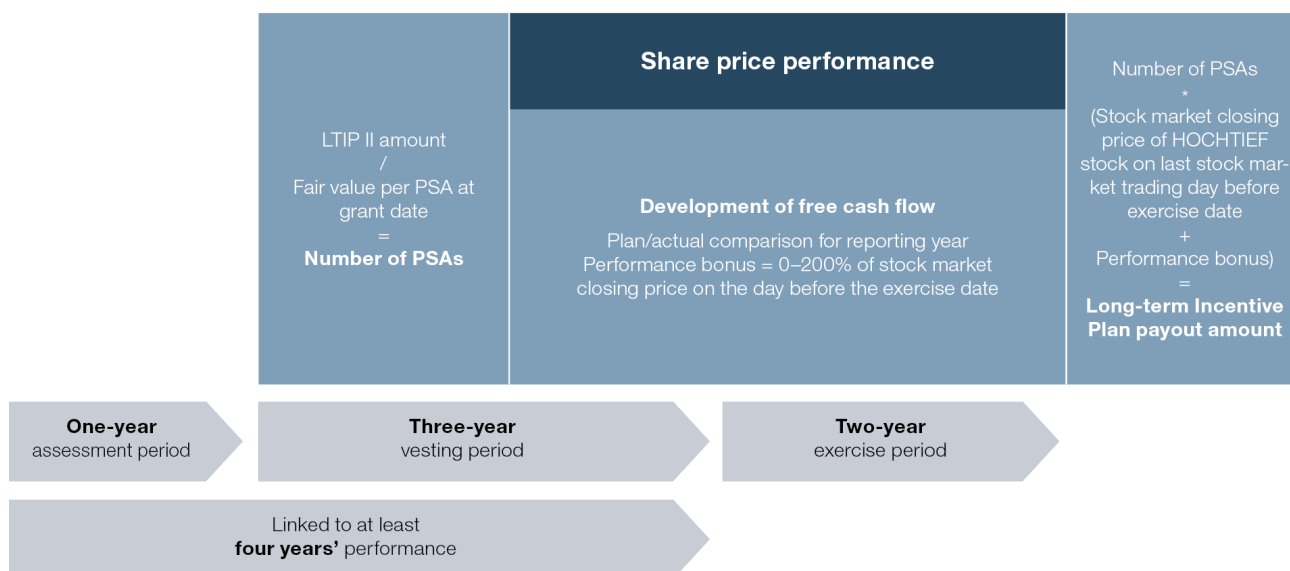 LTIP II amount
/
Fair value per PSA at
grant date
=
Number of PSAs
Share price performance
Development of free cash flow
Plan/actual comparison for reporting year
Performance bonus = 0–200% of stock market
closing price on the day before the exercise date
Number of PSAs
*
(Stock market closing
price of HOCHTIEF
stock on last stock mar-
ket trading day before
exercise date
+
Performance bonus)
=
Long-term Incentive
Plan payout amount
One-year
assessment period
Three-year
vesting period
Two-year
exercise period
Linked to at least
four years’ performance